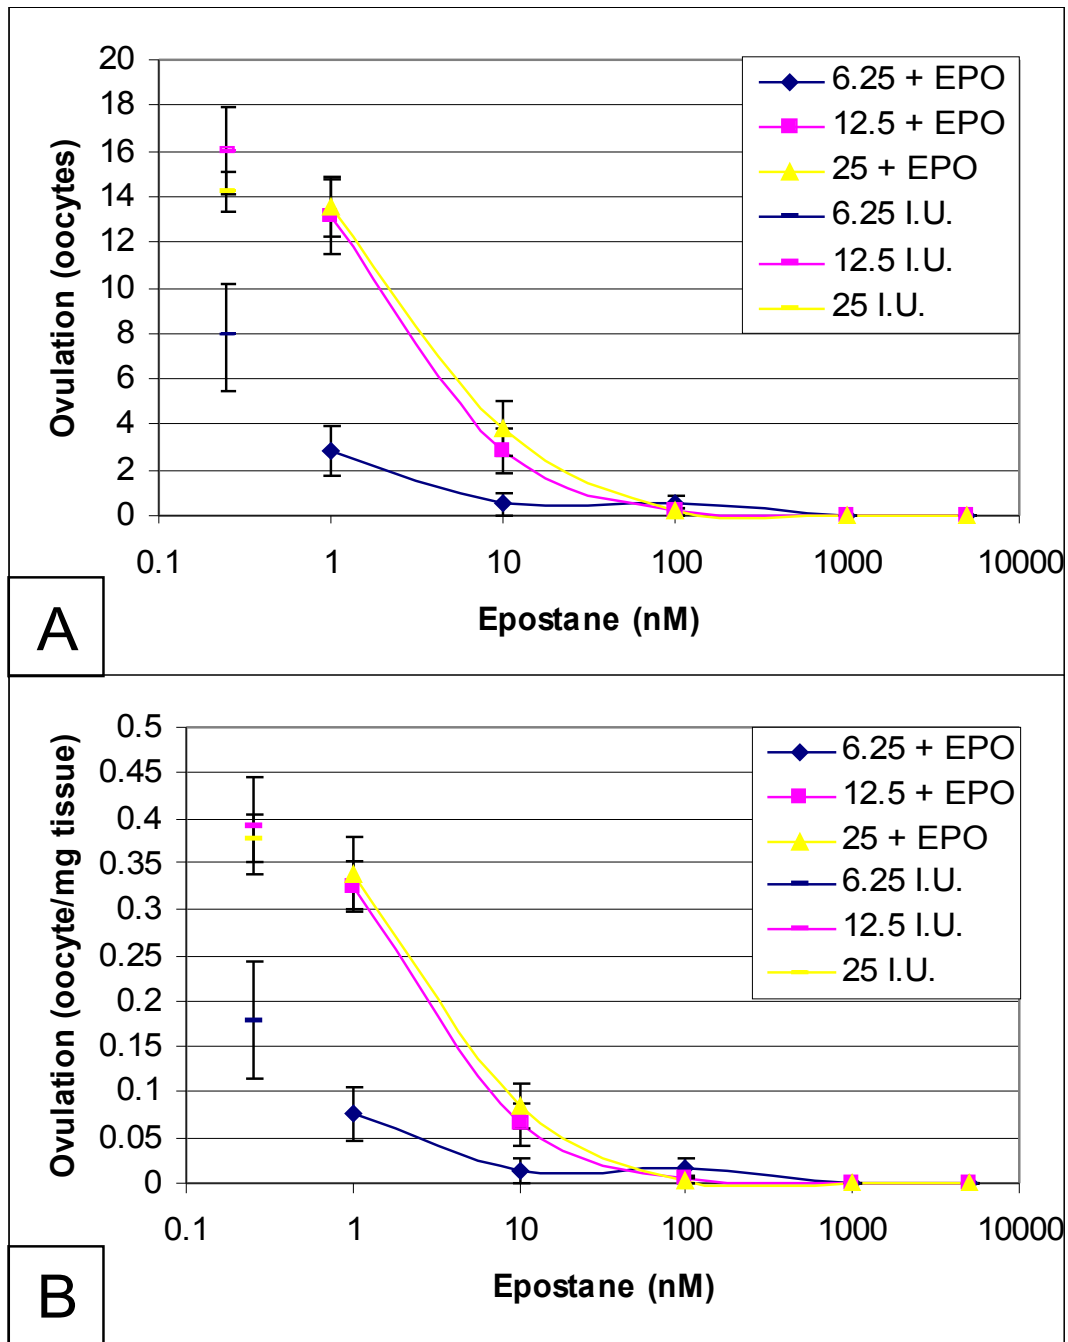 20
18
16
14
12
10
8
6
4
2
0
Ovulation (oocytes)
6.25 + EPO
12.5 + EPO
25 + EPO
6.25 I.U.
12.5 I.U.
25 I.U.
0.1 1 10 100 1000 10000
Epostane (nM)
A
0.5
0.45
0.4
0.35
0.3
0.25
0.2
0.15
0.1
0.05
0
Ovulation (oocyte/mg tissue)
6.25 + EPO
12.5 + EPO
25 + EPO
6.25 I.U.
12.5 I.U.
25 I.U.
0.1 1 10 100 1000 10000
Epostane (nM)
B